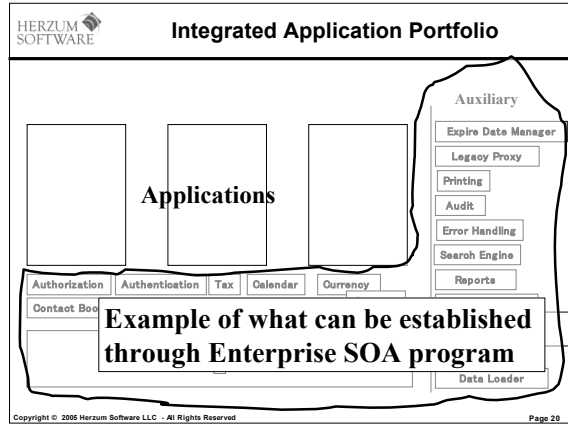 HERZUM
SOFTWARE
Integrated Application Portfolio
Auxiliary
Expire Date Manager
Legacy Proxy
Printing
Audit
Error Handling
Search Engine
Reports
Applications
Authorization
Authentication
Tax
Calendar
Currency
Contact
Example of what can be established
through Enterprise SOA program
Data Loader
Copyright © 2005 Herzum Software LLC - All Rights Reserved
Page 20